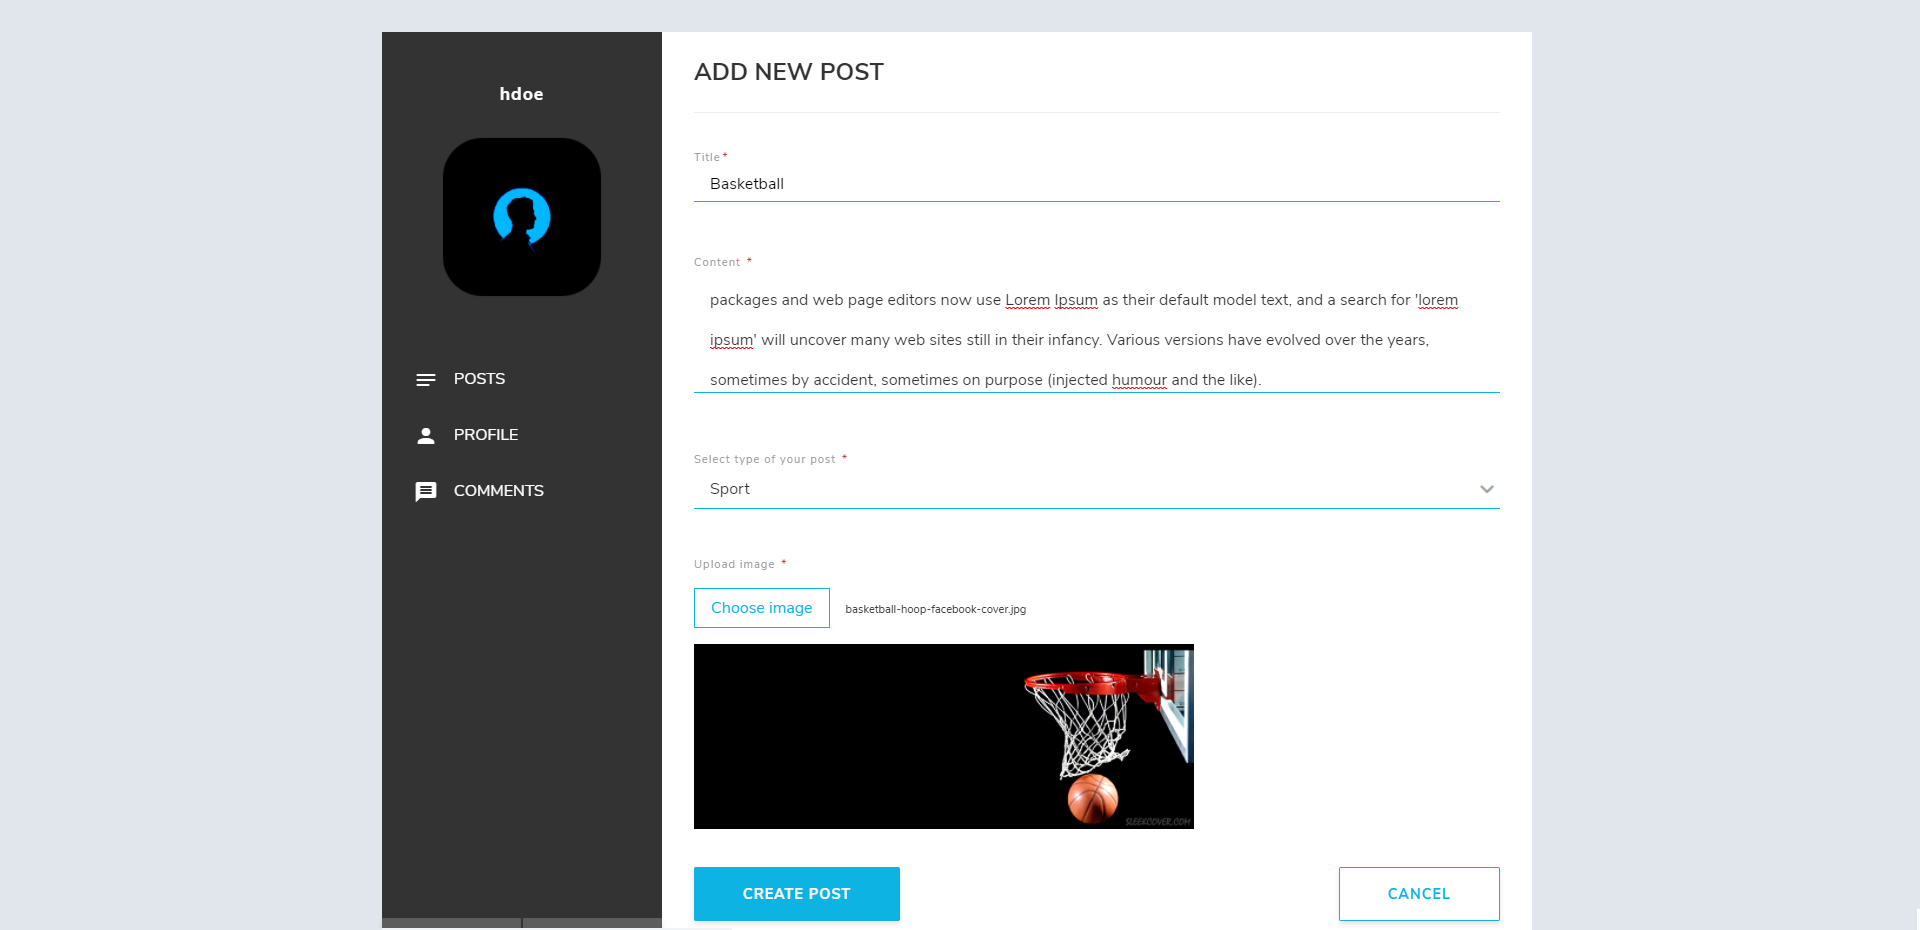 hdoe
POSTS
PROFILE
COMMENTS
ADD NEW POST
Title*
Basketball
Content *
packages and web page editors now use Lorem Ipsum as their default model text, and a search for 'lorem
ipsum' will uncover many web sites still in their infancy. Various versions have evolved over the years,
sometimes by accident, sometimes on purpose (injected humour and the like).
Select type of your post *
Sport
Upload image *
Choose image
basketball-hoop-facebook-cover.jpg
SLEEKCOVER.COM
CREATE POST
CANCEL